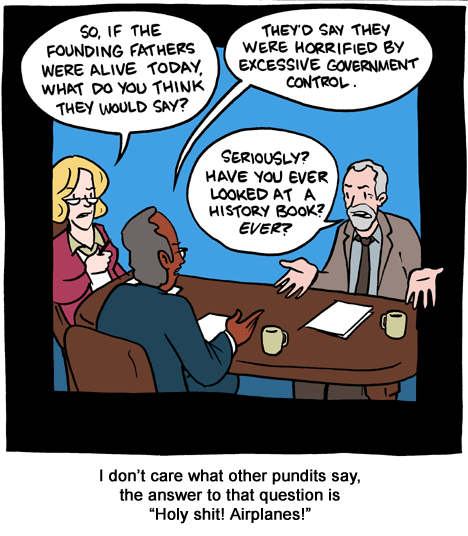 SO, IF THE
FOUNDING FATHERS
WERE ALIVE TODAY,
WHAT DO YOU THINK
THEY WOULD SAY?
THEY'D SAY THEY
WERE HORRIFIED BY
EXCESSIVE GOVERNMENT
CONTROL.
SERIOUSLY?
HAVE YOU EVER
LOOKED AT A
HISTORY BOOK?
EVER?
I don't care what other pundits say,
the answer to that question is
“Holy shit! Airplanes!”